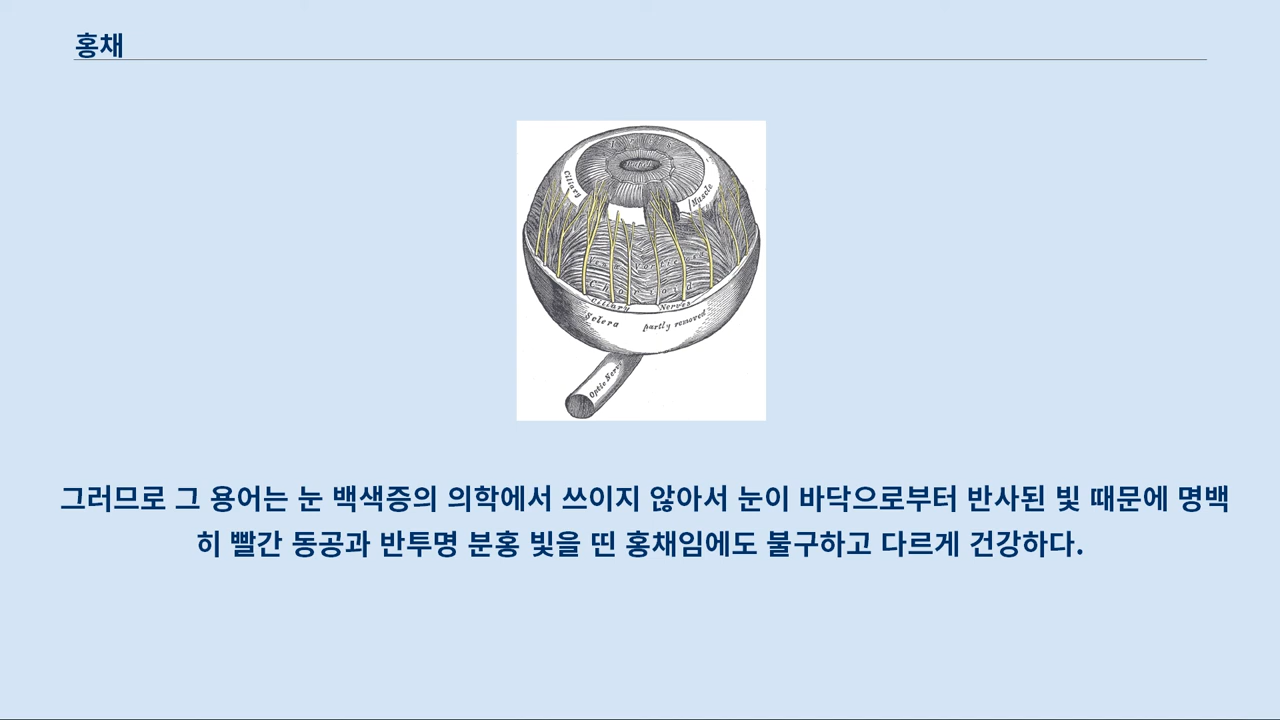 홍채
Pupil
Ciliary
Muscle
Choroid
Ciliary Nerves
Sclera partly removed
Optic Nerve
그러므로 그 용어는 눈 백색증의 의학에서 쓰이지 않아서 눈이 바닥으로부터 반사된 빛 때문에 명백
히 빨간 동공과 반투명 분홍 빛을 띤 홍채임에도 불구하고 다르게 건강하다.